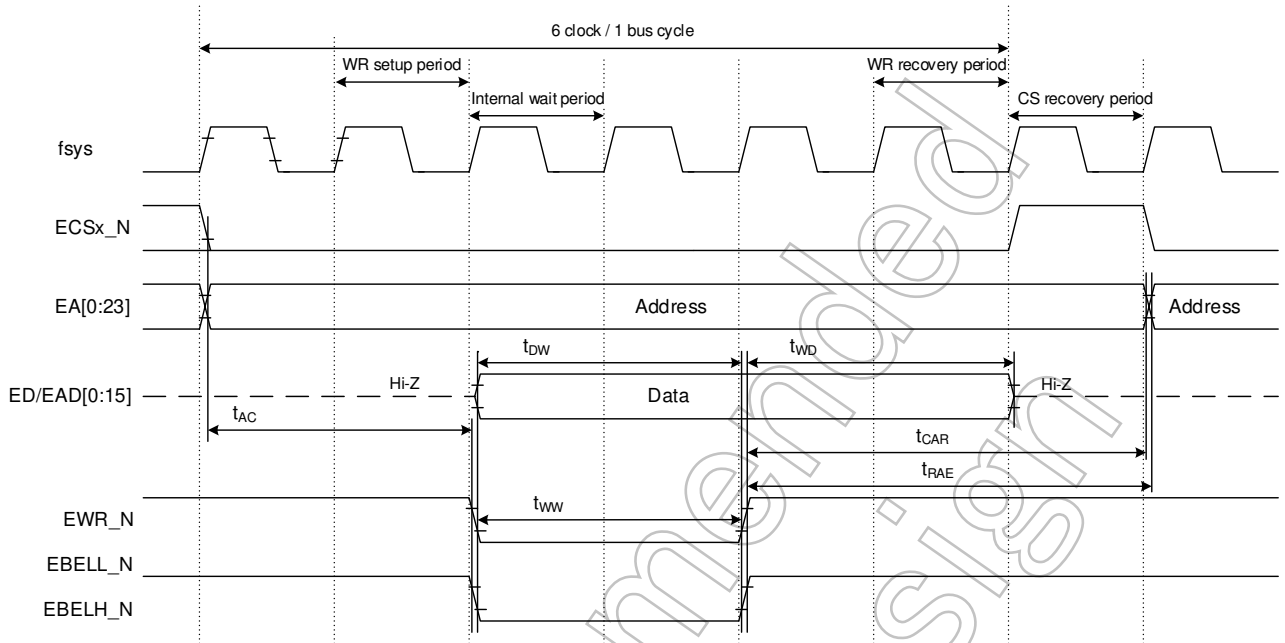 6 clock / 1 bus cycle
WR setup period
WR recovery period
Internal wait period
CS recovery period
fsys
ECSx_N
EA[0:23]
Address
Address
tDW
tWD
ED/EAD[0:15]
Hi-Z
Data
Hi-Z
tAC
tCAR
tRAE
EWR_N
tWW
EBELL_N
EBELH_N
mended
sign